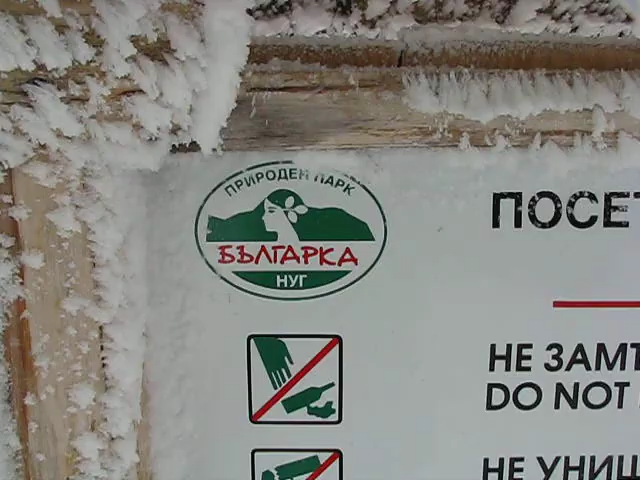 ПРИРОДЕН ПАРК
БЪЛГАРКА
НУГ
ПОСЕТ
НЕ ЗАМТ
DO NOT
НЕ УНИЩ